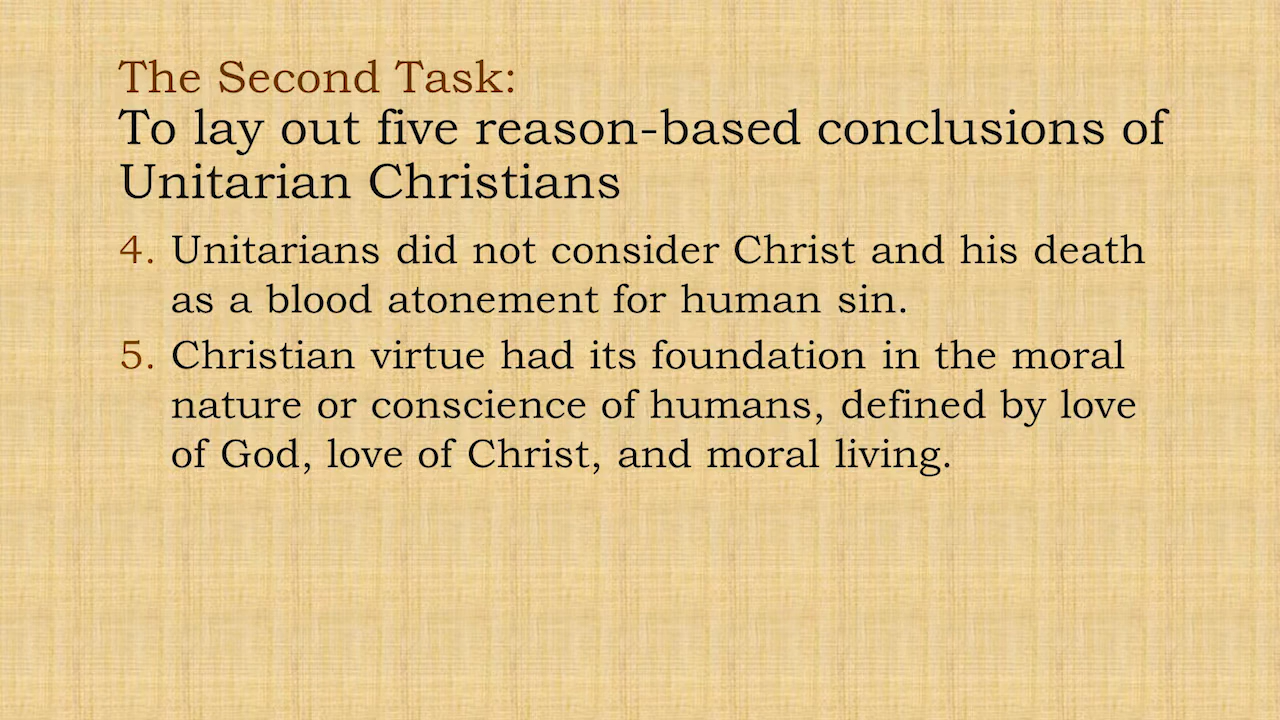 The Second Task:
To lay out five reason-based conclusions of
Unitarian Christians
4. Unitarians did not consider Christ and his death
as a blood atonement for human sin.
5. Christian virtue had its foundation in the moral
nature or conscience of humans, defined by love
of God, love of Christ, and moral living.